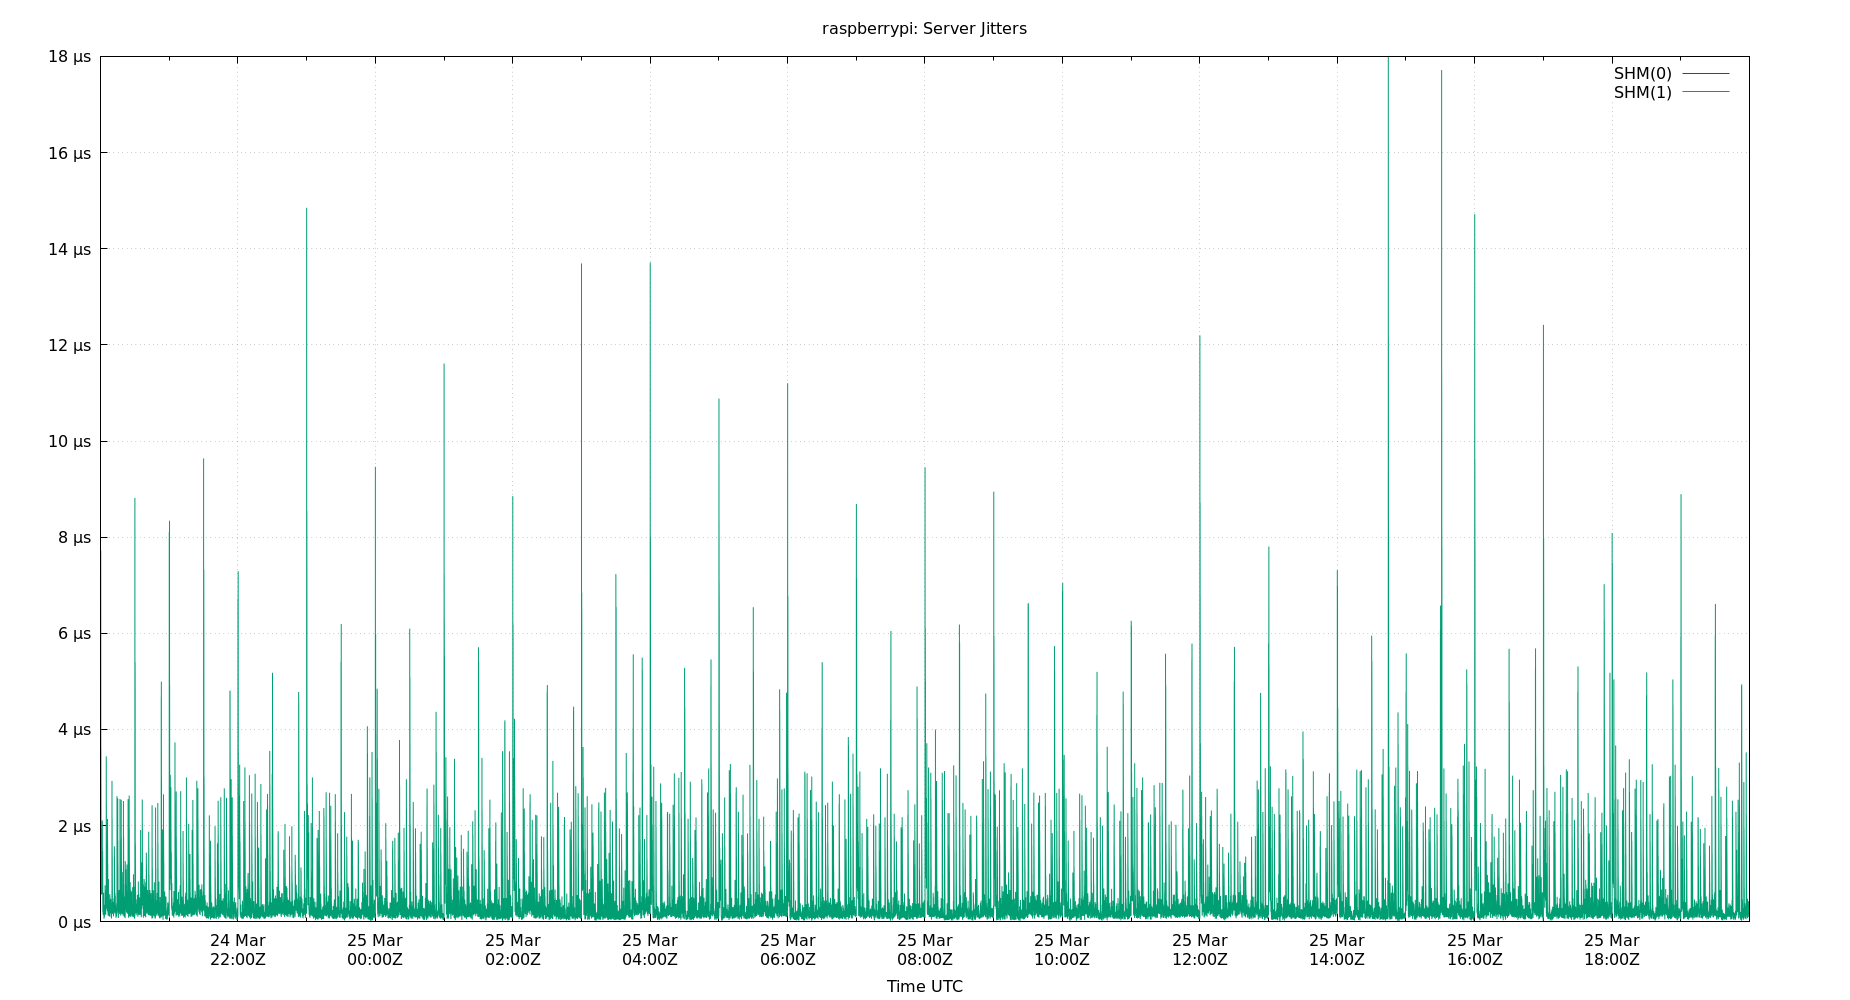 raspberrypi: Server Jitters
SHM(0)
SHM(1)
18 µs
16 µs
14 µs
12 µs
10 µs
8 µs
6 µs
4 µs
2 µs
0 µs
24 Mar 25 Mar 25 Mar 25 Mar 25 Mar 25 Mar 25 Mar 25 Mar 25 Mar 25 Mar 25 Mar
22:00Z 00:00Z 02:00Z 04:00Z 06:00Z 08:00Z 10:00Z 12:00Z 14:00Z 16:00Z 18:00Z
Time UTC